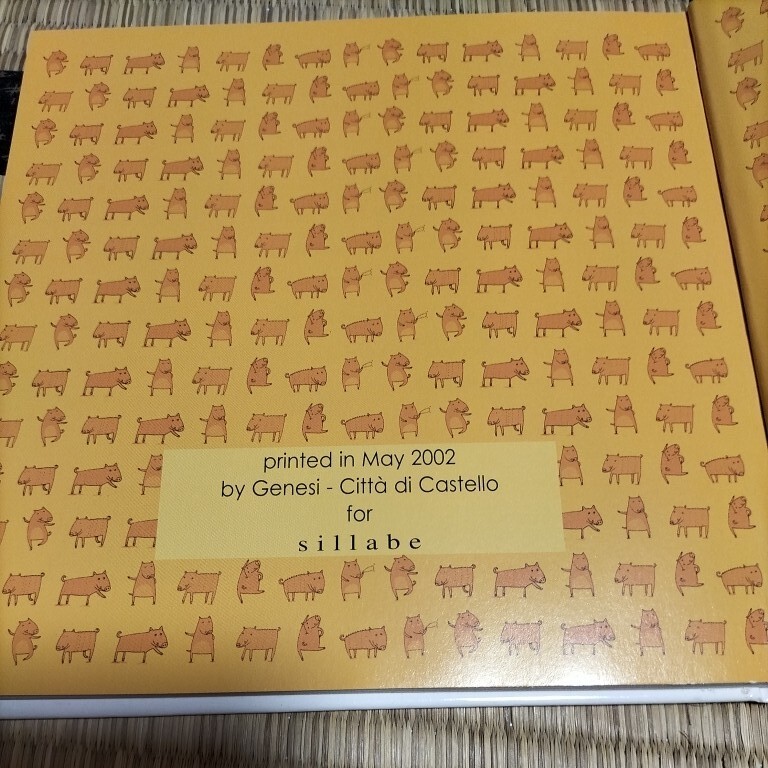 printed in May 2002
by Genesi - Città di Castello
for
sillabe